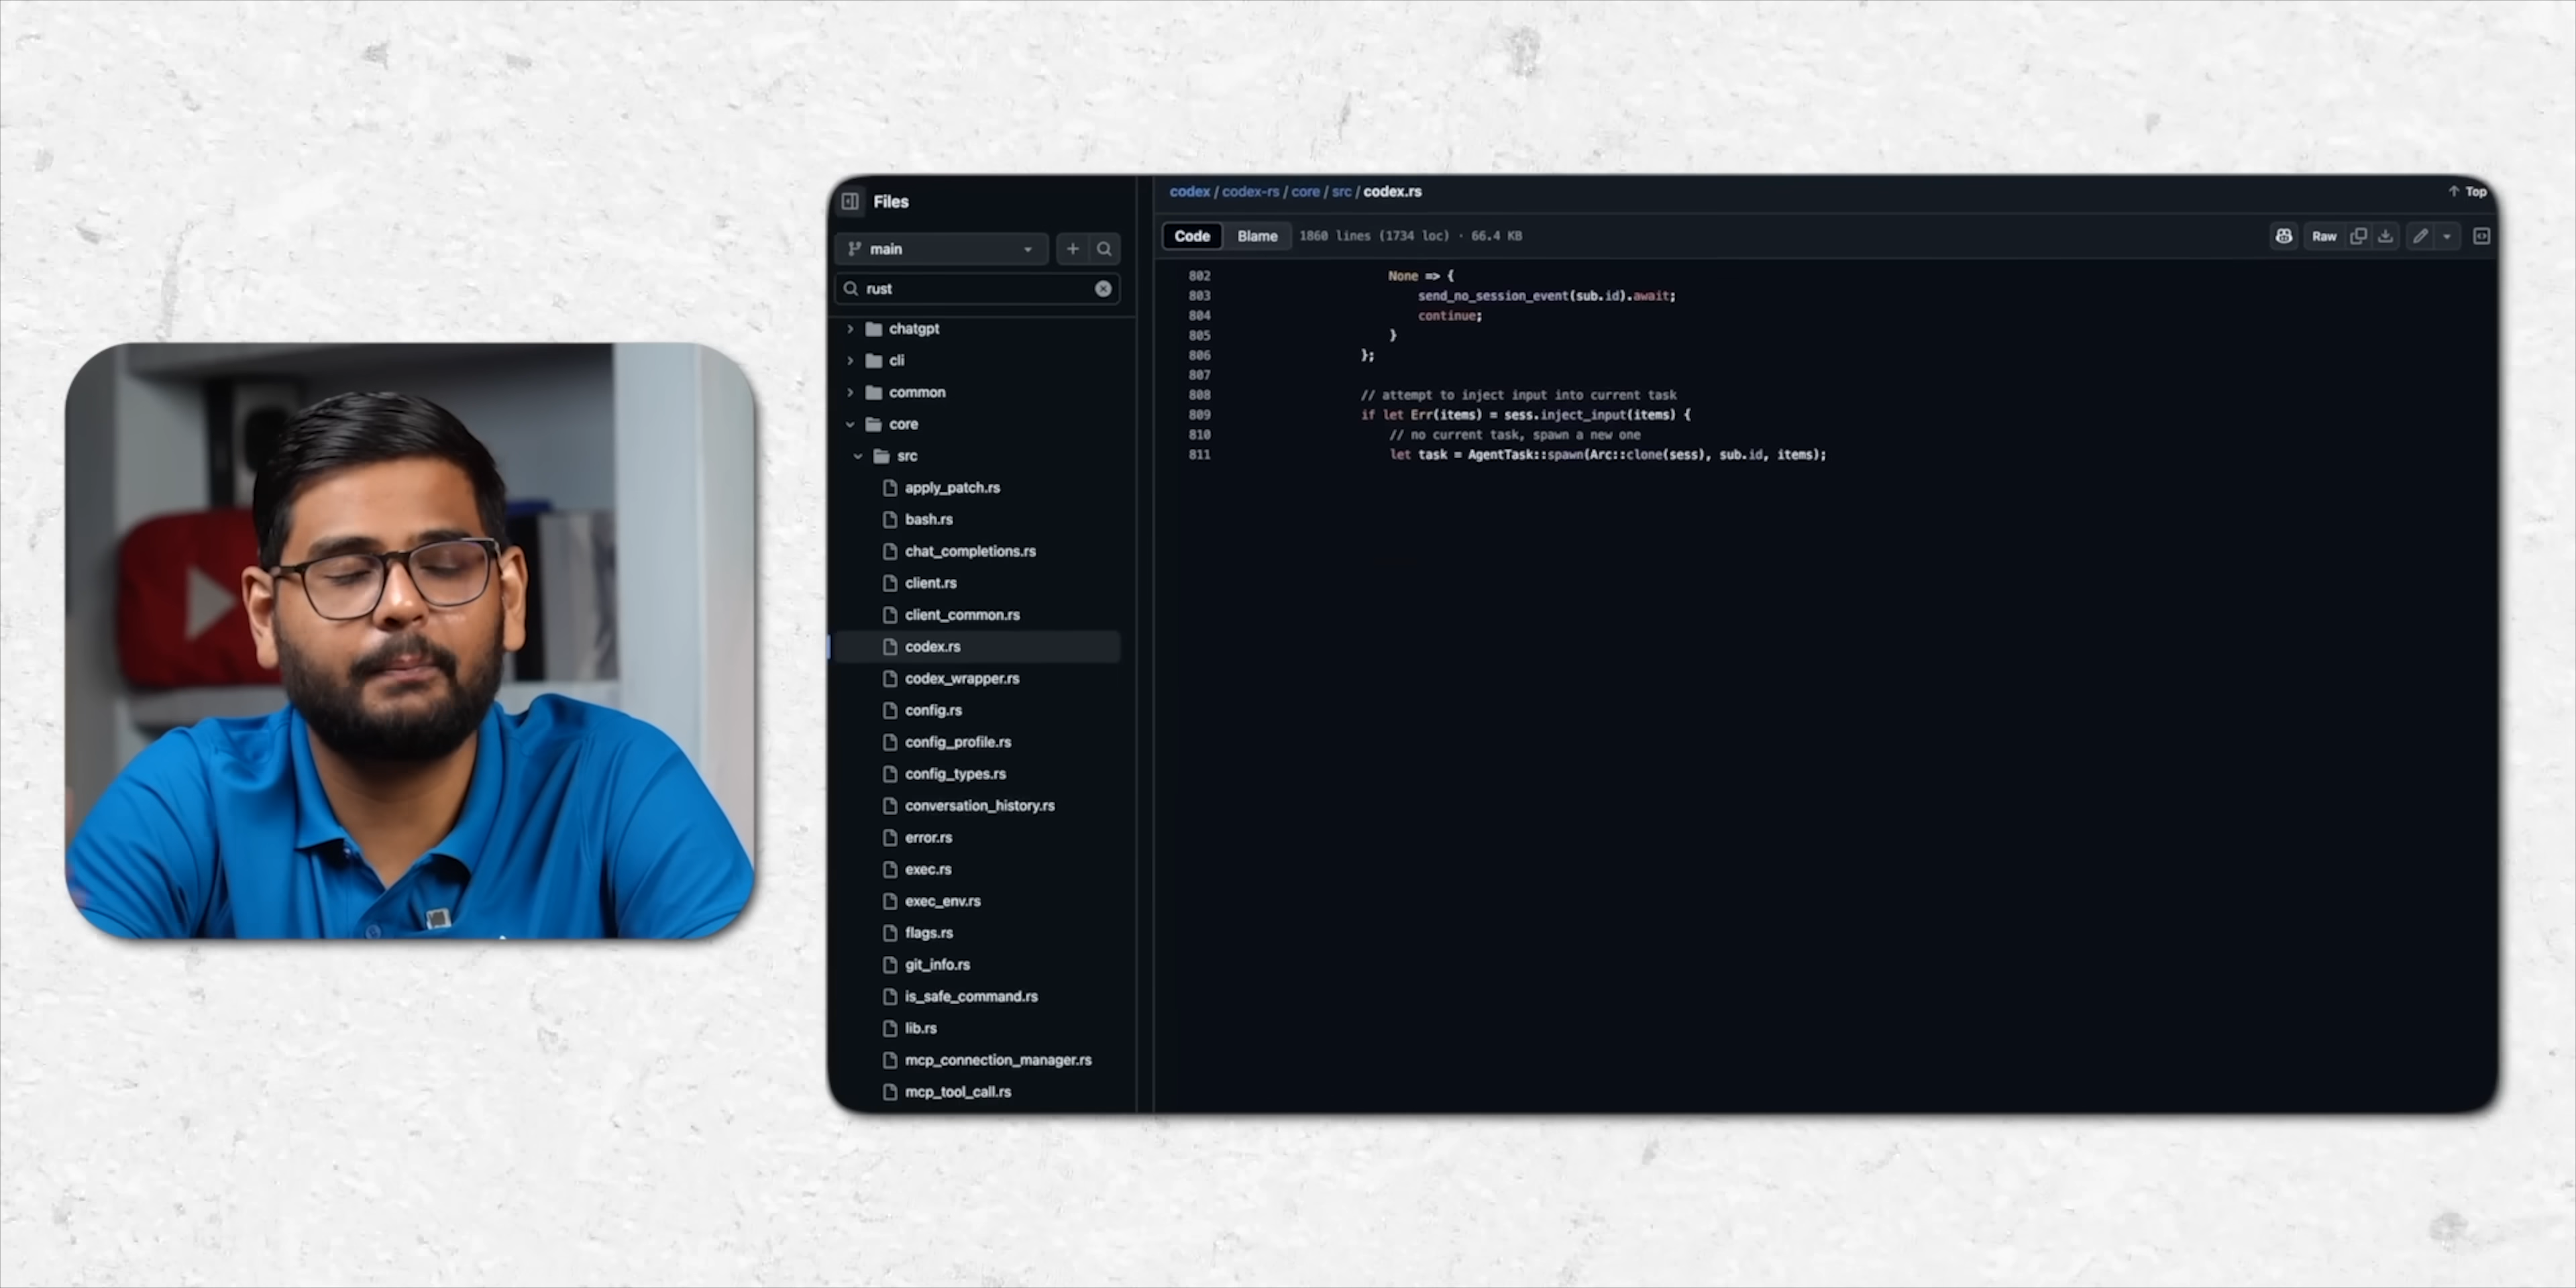 Files
main
rust
chatgpt
cli
common
core
src
apply_patch.rs
bash.rs
chat_completions.rs
client.rs
client_common.rs
codex.rs
codex_wrapper.rs
config.rs
config_profile.rs
config_types.rs
conversation_history.rs
error.rs
exec.rs
exec_env.rs
flags.rs
git_info.rs
is_safe_command.rs
lib.rs
mcp_connection_manager.rs
mcp_tool_call.rs
codex / codex-rs / core / src / codex.rs
Top
Code Blame 1860 lines (1734 loc) · 66.4 KB
Raw
802 None => {
803 send_no_session_event(sub.id).await;
804 continue;
805 }
806 };
807
808 // attempt to inject input into current task
809 if let Err(items) = sess.inject_input(items) {
810 // no current task, spawn a new one
811 let task = AgentTask::spawn(Arc::clone(sess), sub.id, items);